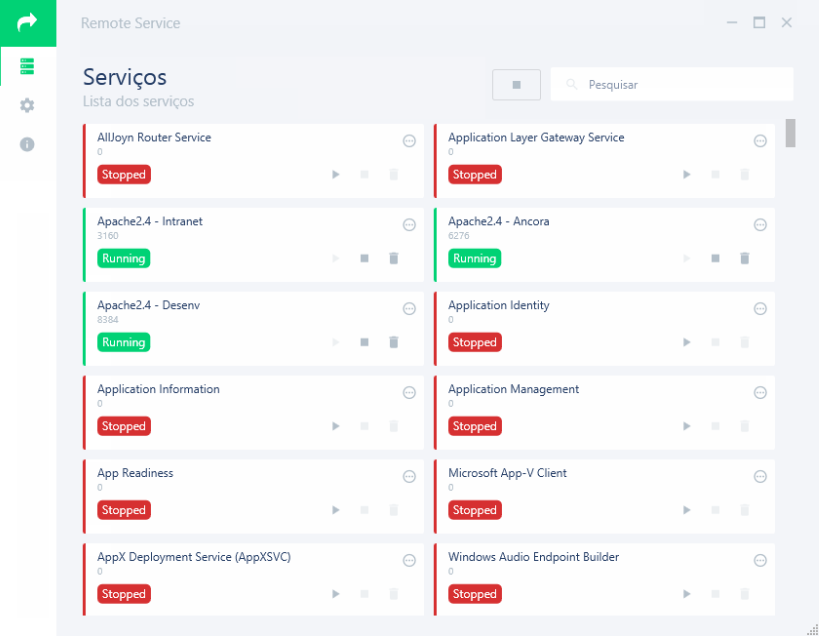 Remote Service
Serviços
Lista dos serviços
Pesquisar
AllJoyn Router Service
0
Stopped
Application Layer Gateway Service
0
Stopped
Apache2.4 - Intranet
3160
Running
Apache2.4 - Ancora
6276
Running
Apache2.4 - Desenv
8384
Running
Application Identity
0
Stopped
Application Information
0
Stopped
Application Management
0
Stopped
App Readiness
0
Stopped
Microsoft App-V Client
0
Stopped
AppX Deployment Service (AppXSVC)
0
Stopped
Windows Audio Endpoint Builder
0
Stopped